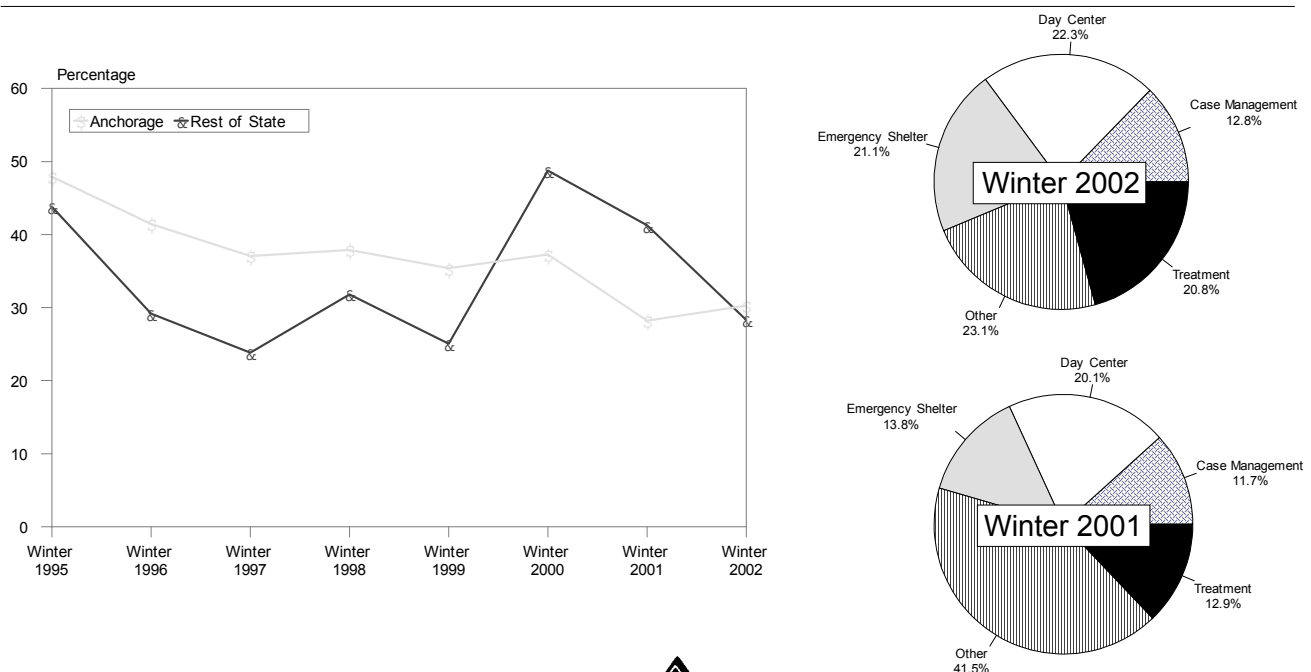 Percentage
60
50
40
30
20
10
0
$ Anchorage & Rest of State
Winter Winter Winter Winter Winter Winter Winter Winter
1995 1996 1997 1998 1999 2000 2001 2002
Day Center
22.3%
Case Management
12.8%
Emergency Shelter
21.1%
Winter 2002
Treatment
20.8%
Other
23.1%
Day Center
20.1%
Emergency Shelter
13.8%
Case Management
11.7%
Winter 2001
Treatment
12.9%
Other
41.5%